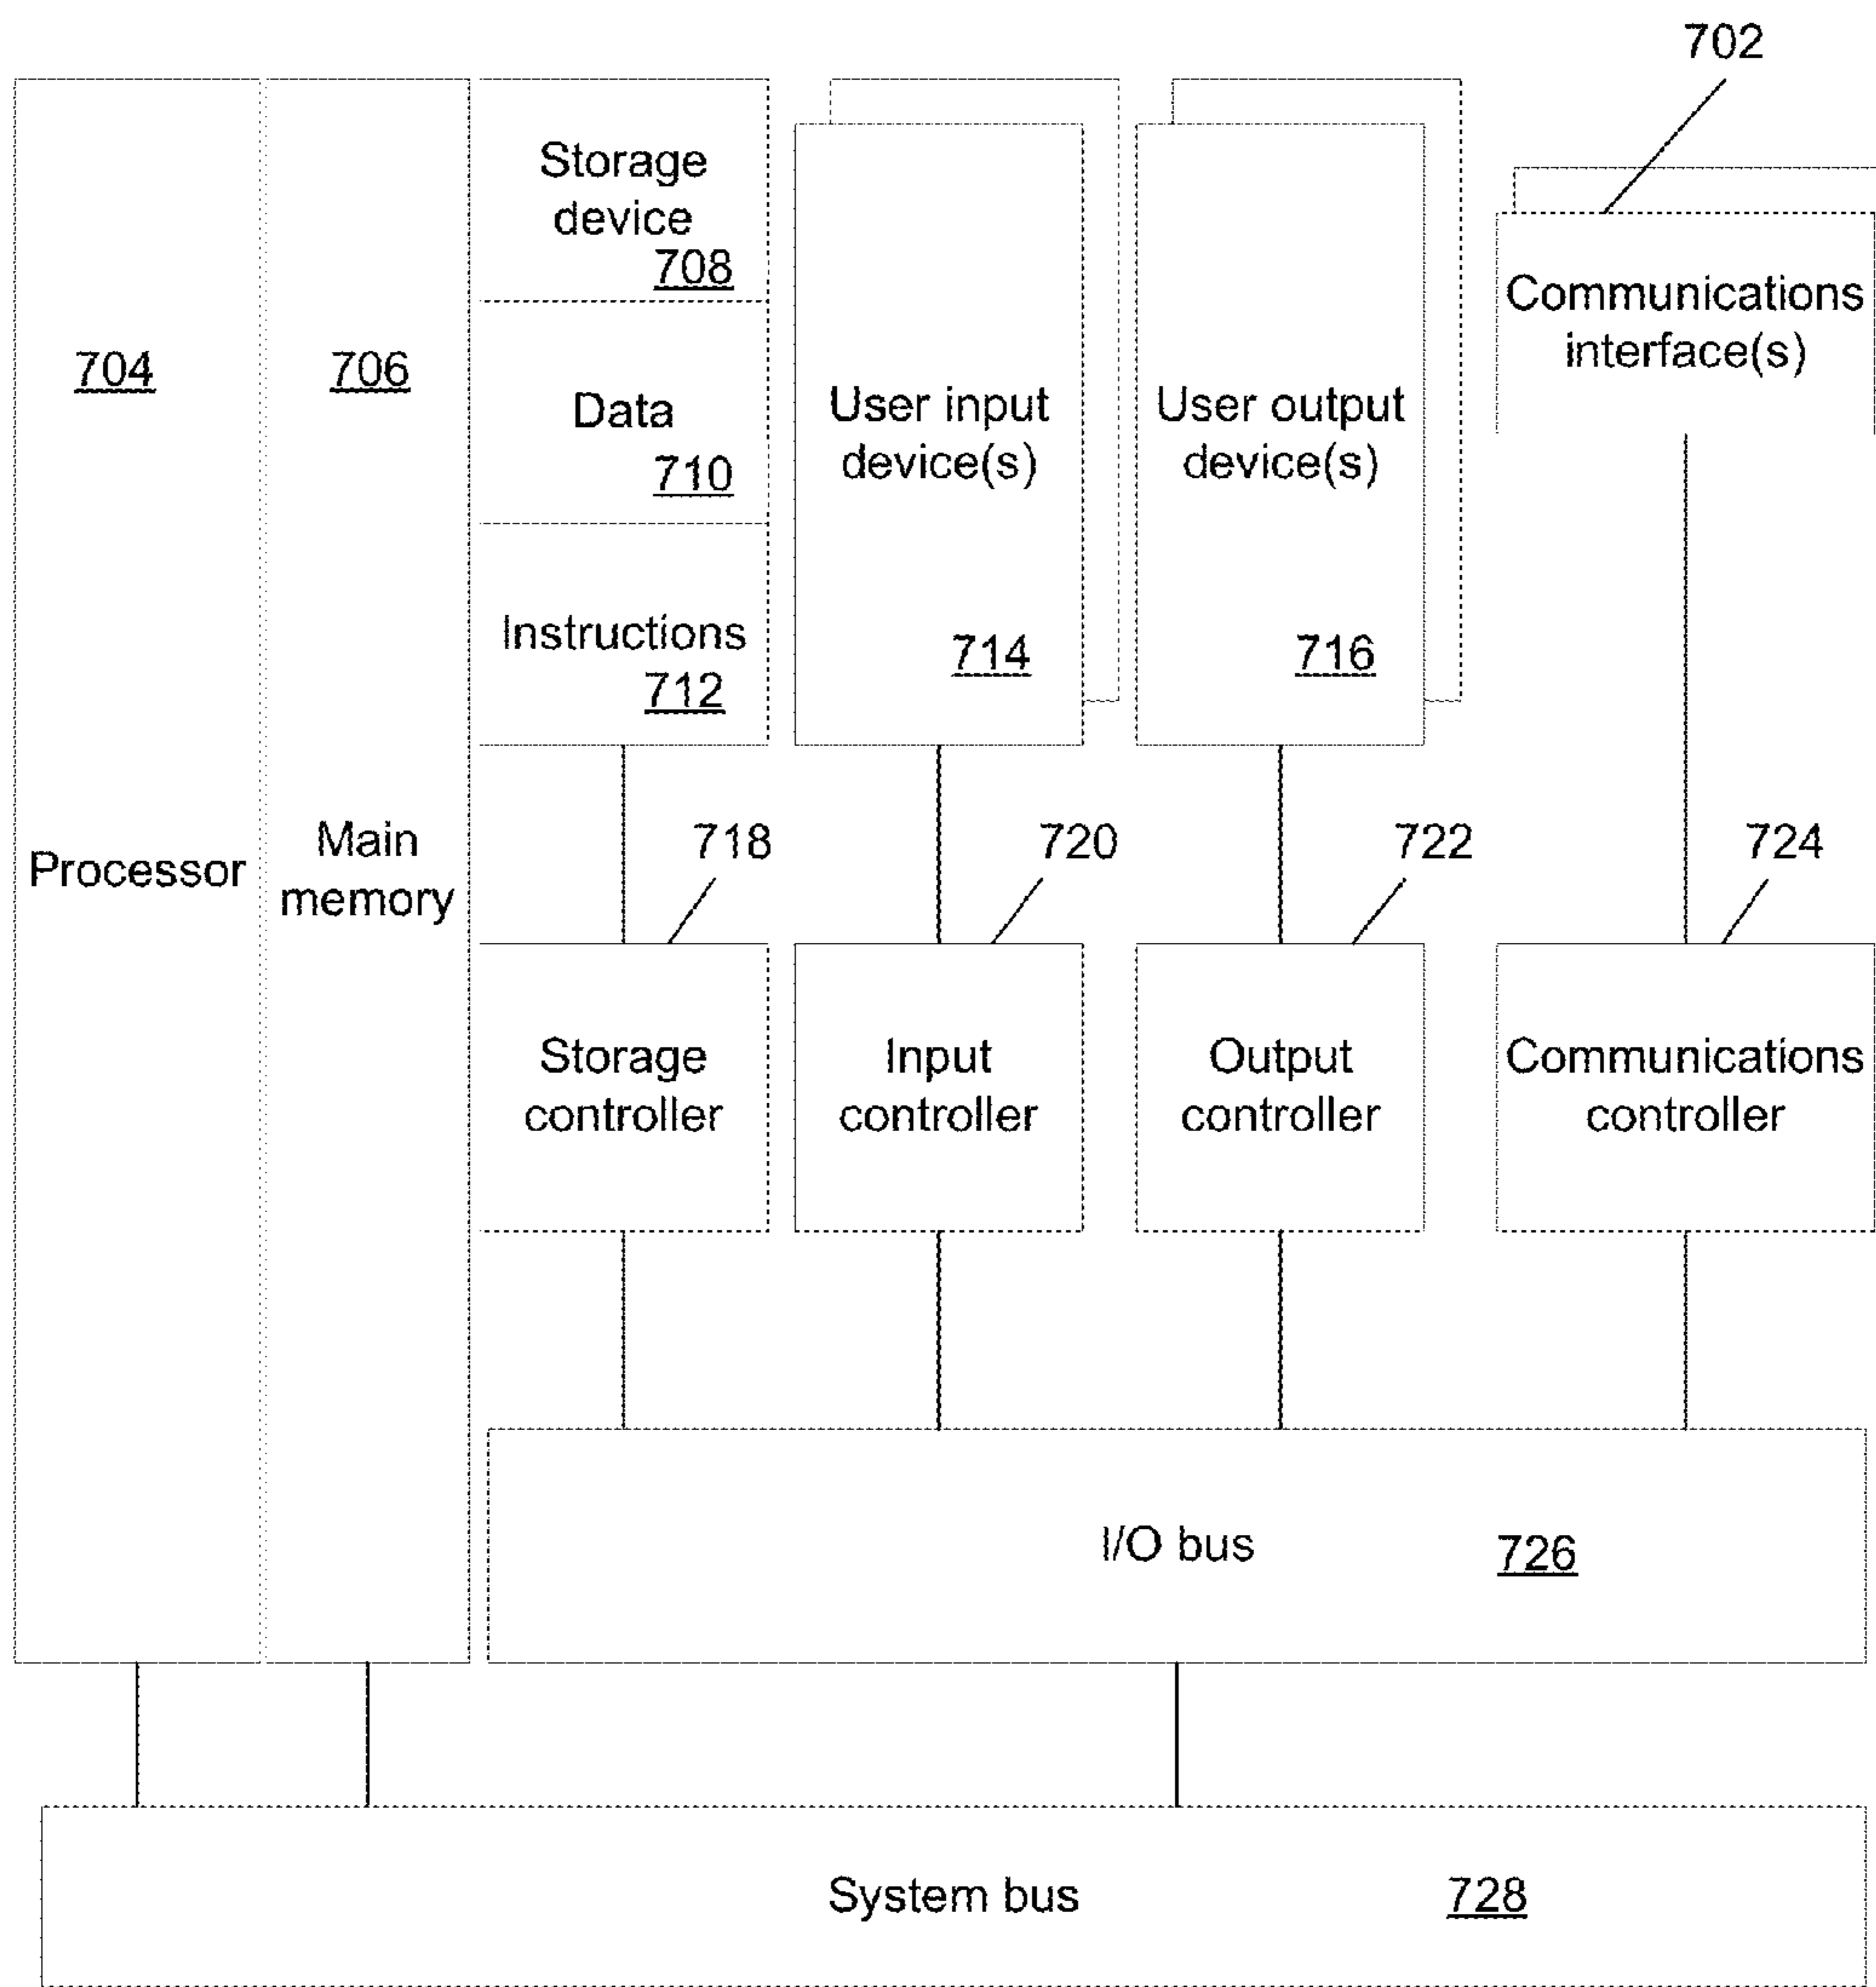 702
Storage
device
708
Communications
interface(s)
704
706
Data
710
User input
device(s)
User output
device(s)
Instructions
712
714
716
Processor
Main
memory
718
720
722
724
Storage
controller
Input
controller
Output
controller
Communications
controller
I/O bus
726
System bus
728